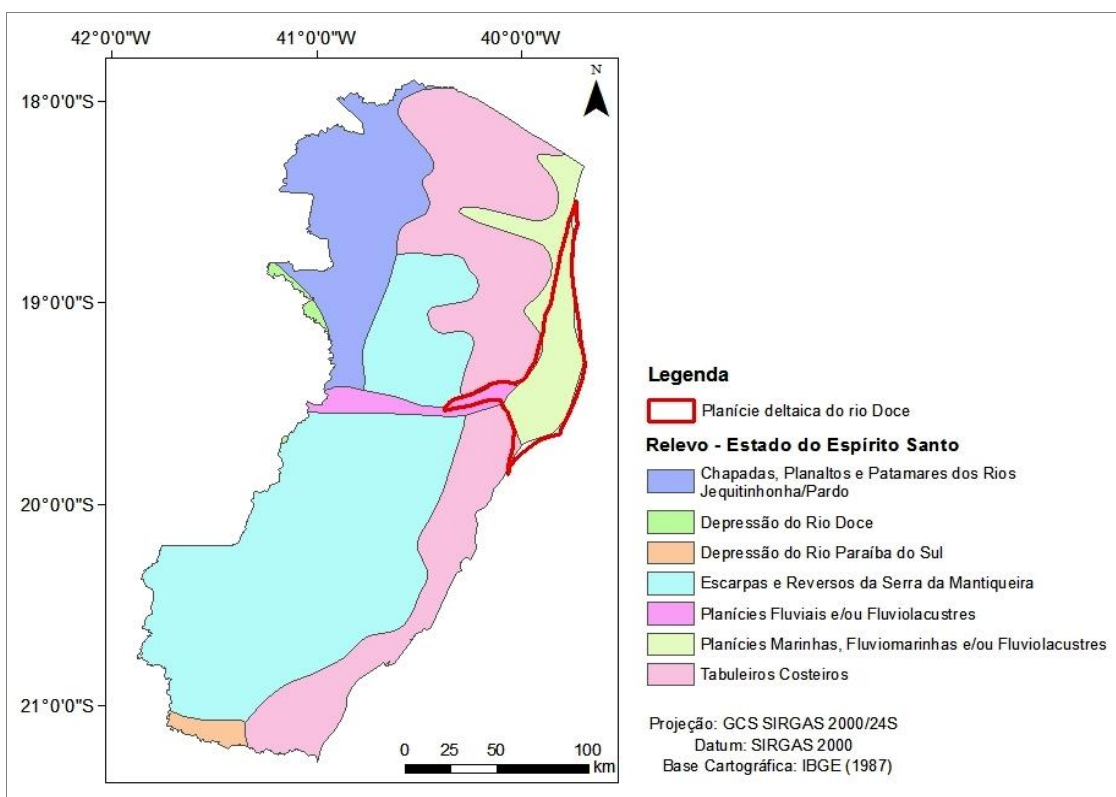 42°0'0"W 41°0'0"W 40°0'0"W
N
18°0'0"S
19°0'0"S
20°0'0"S
21°0'0"S
0 25 50 100
km
Legenda
Planície deltaica do rio Doce
Relevo - Estado do Espírito Santo
Chapadas, Planaltos e Patamares dos Rios
Jequitinhonha/Pardo
Depressão do Rio Doce
Depressão do Rio Paraíba do Sul
Escarpas e Reversos da Serra da Mantiqueira
Planícies Fluviais e/ou Fluviolacustres
Planícies Marinhas, Fluviomarinhas e/ou Fluviolacustres
Tabuleiros Costeiros
Projeção: GCS SIRGAS 2000/24S
Datum: SIRGAS 2000
Base Cartográfica: IBGE (1987)